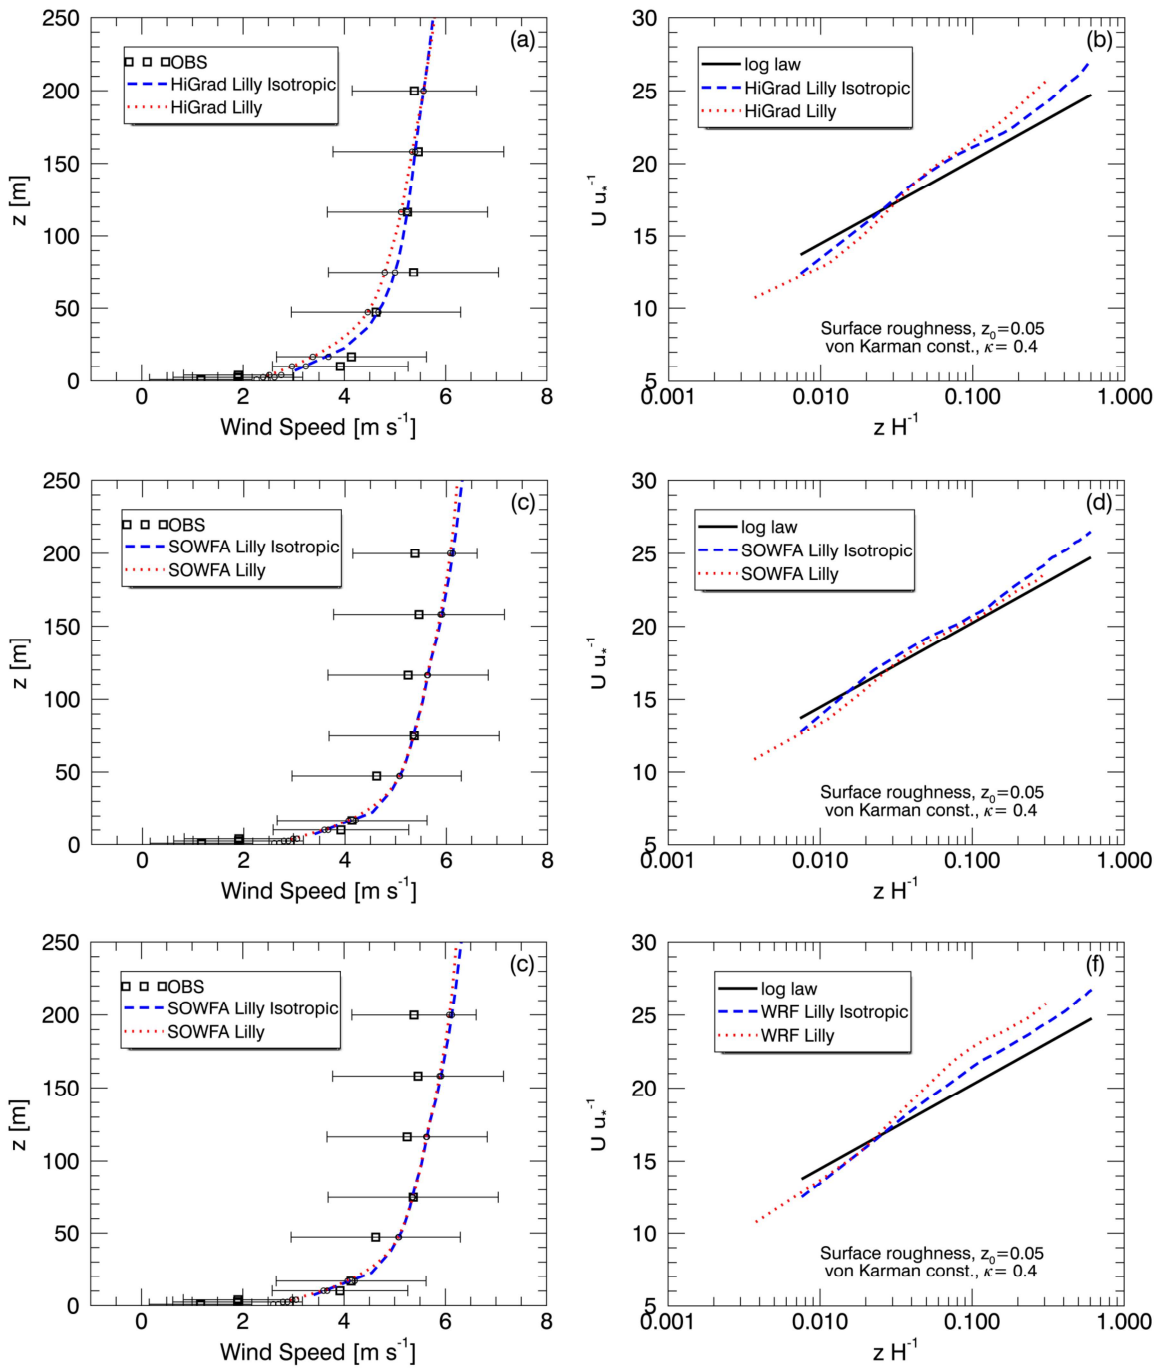 250
200
150
100
50
0
z [m]
(a)
OBS
HiGrad Lilly Isotropic
HiGrad Lilly
0 2 4 6 8
Wind Speed [m s-1]
30
25
20
15
10
5
U u*-1
(b)
log law
HiGrad Lilly Isotropic
HiGrad Lilly
Surface roughness, z0=0.05
von Karman const., κ= 0.4
0.001 0.010 0.100 1.000
z H-1
250
200
150
100
50
0
z [m]
(c)
OBS
SOWFA Lilly Isotropic
SOWFA Lilly
0 2 4 6 8
Wind Speed [m s-1]
30
25
20
15
10
5
U u*-1
(d)
log law
SOWFA Lilly Isotropic
SOWFA Lilly
Surface roughness, z0=0.05
von Karman const., κ= 0.4
0.001 0.010 0.100 1.000
z H-1
250
200
150
100
50
0
z [m]
(c)
OBS
SOWFA Lilly Isotropic
SOWFA Lilly
0 2 4 6 8
Wind Speed [m s-1]
30
25
20
15
10
5
U u*-1
(f)
log law
WRF Lilly Isotropic
WRF Lilly
Surface roughness, z0=0.05
von Karman const., κ= 0.4
0.001 0.010 0.100 1.000
z H-1